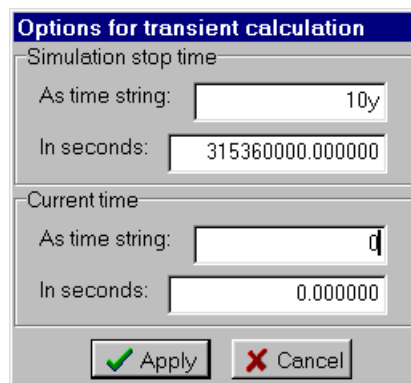 Options for transient calculation
Simulation stop time
As time string: 10y
In seconds: 315360000.000000
Current time
As time string: 0
In seconds: 0.000000
Apply Cancel